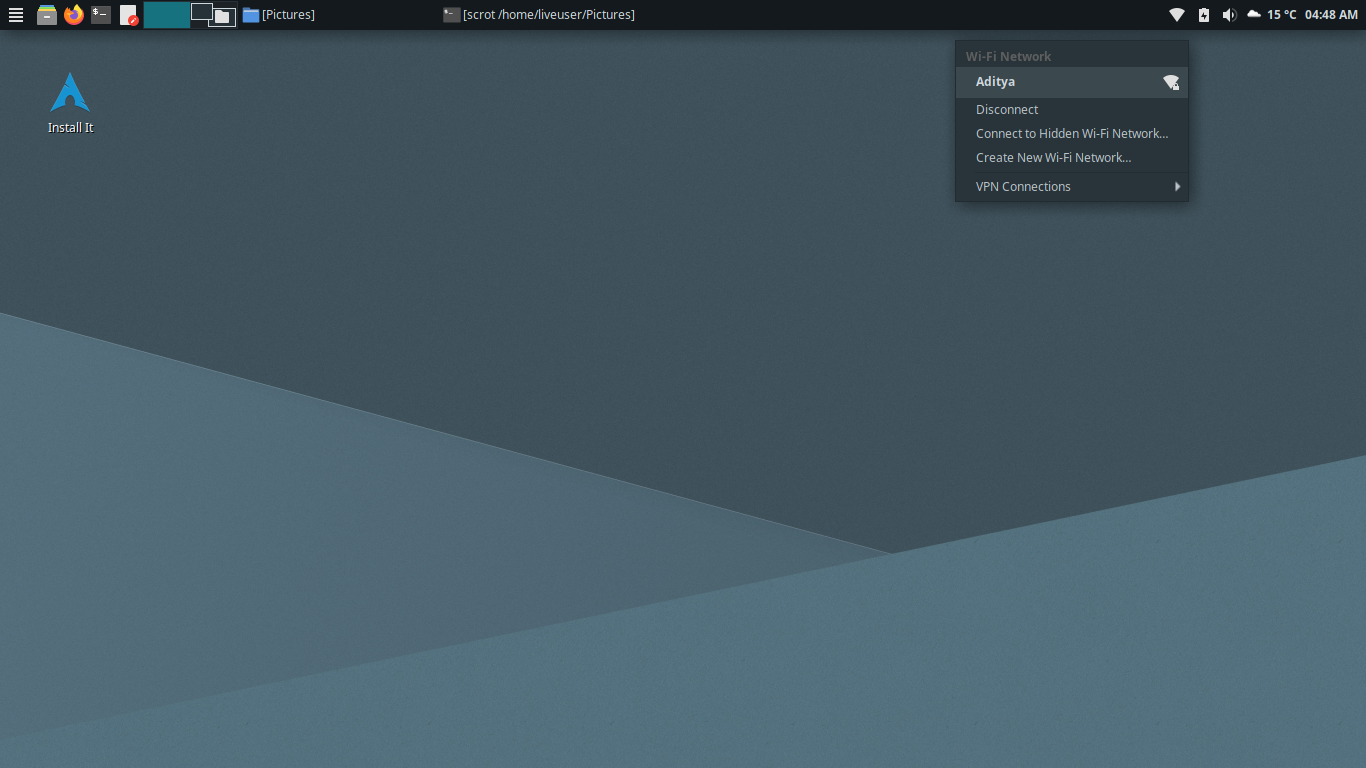 [Pictures]
[scrot /home/liveuser/Pictures]
15 °C
04:48 AM
Install It
Wi-Fi Network
Aditya
Disconnect
Connect to Hidden Wi-Fi Network...
Create New Wi-Fi Network...
VPN Connections